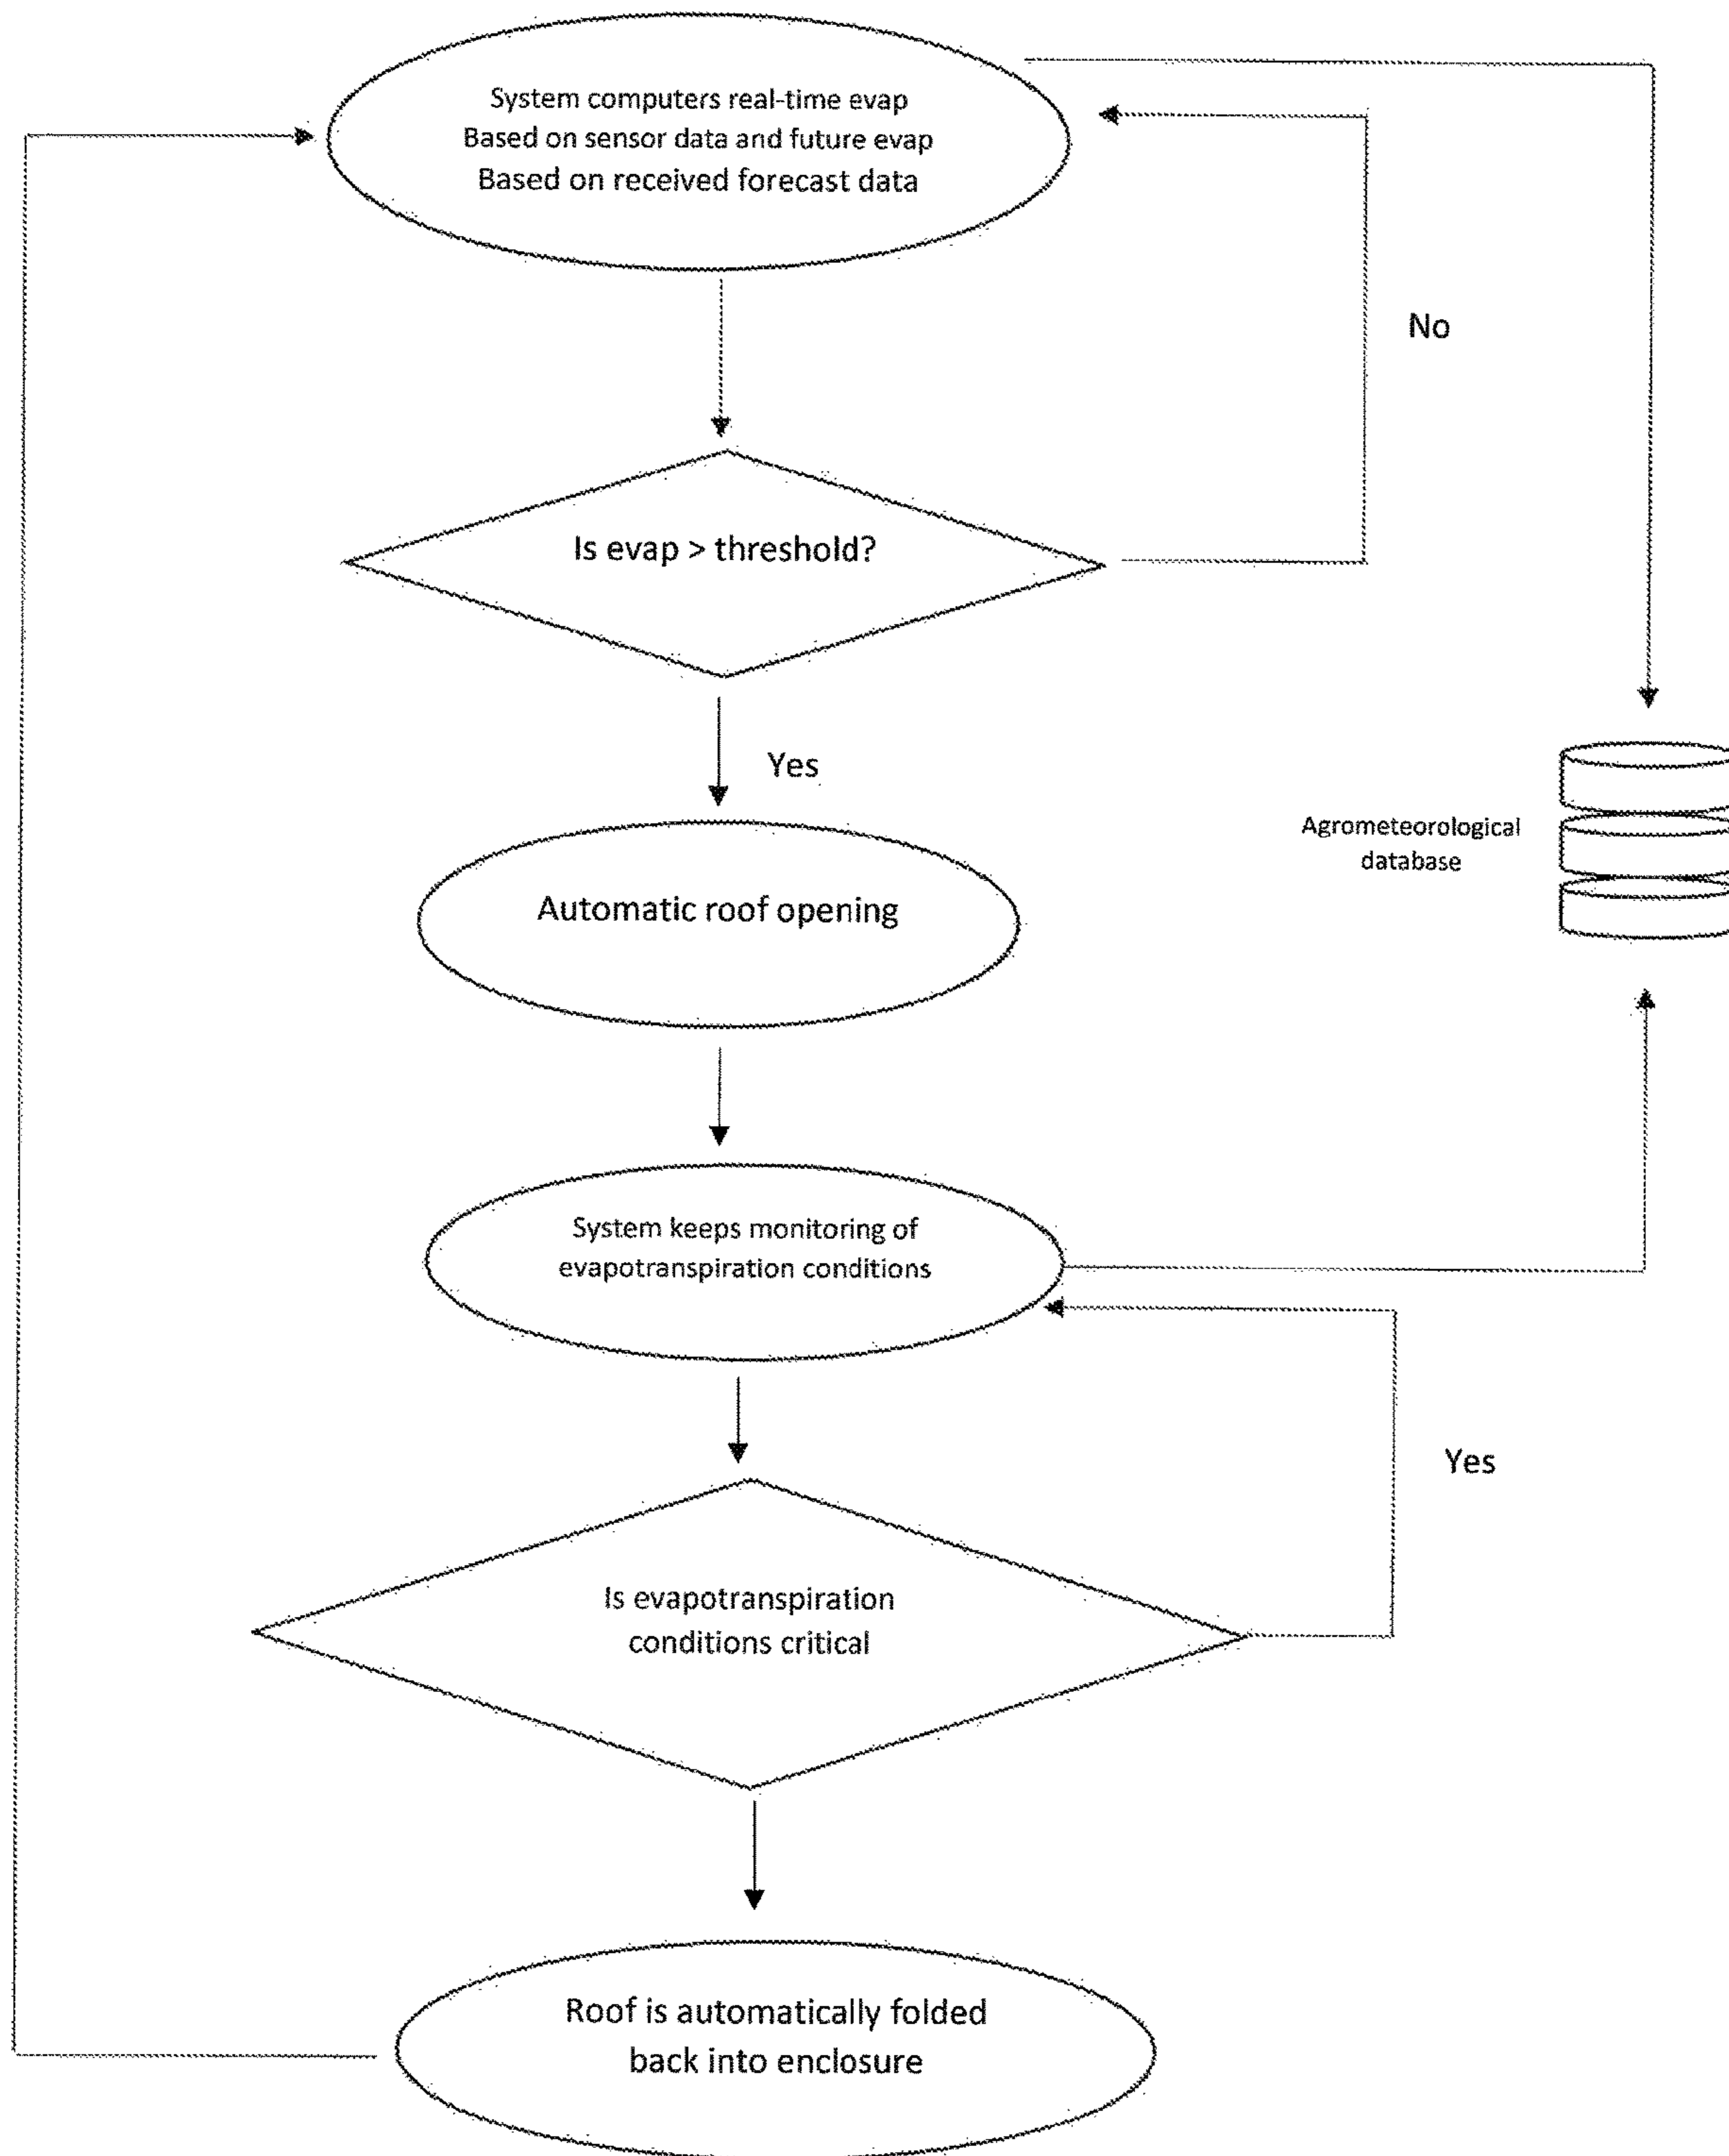 System computers real-time evap
Based on sensor data and future evap
Based on received forecast data
No
Is evap > threshold?
Yes
Agrometeorological
database
Automatic roof opening
System keeps monitoring of
evapotranspiration conditions
Yes
Is evapotranspiration
conditions critical
Roof is automatically folded
back into enclosure